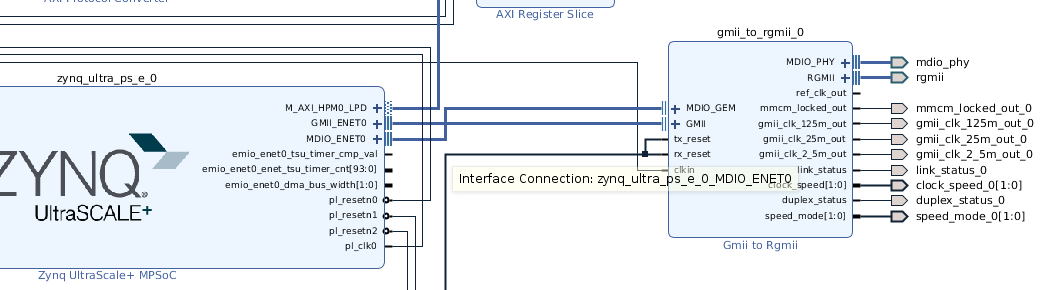 AXI Protocol Converter
AXI Register Slice
gmii_to_rgmii_0
zynq_ultra_ps_e_0
MDIO_PHY
RGMII
ref_clk_out
mmcm_locked_out
gmii_clk_125m_out
gmii_clk_25m_out
gmii_clk_2_5m_out
link_status
clock_speed[1:0]
duplex_status
speed_mode[1:0]
MDIO_GEM
GMII
tx_reset
rx_reset
clkin
mdio_phy
rgmii
mmcm_locked_out_0
gmii_clk_125m_out_0
gmii_clk_25m_out_0
gmii_clk_2_5m_out_0
link_status_0
clock_speed_0[1:0]
duplex_status_0
speed_mode_0[1:0]
Gmii to Rgmii
M_AXI_HPM0_LPD
GMII_ENET0
MDIO_ENET0
emio_enet0_tsu_timer_cmp_val
emio_enet0_tsu_timer_cnt[93:0]
emio_enet0_dma_bus_width[1:0]
pl_resetn0
pl_resetn1
pl_resetn2
pl_clk0
ZYNQ
UltraSCALE+
Interface Connection: zynq_ultra_ps_e_0_MDIO_ENET0
Zynq UltraScale+ MPSoC